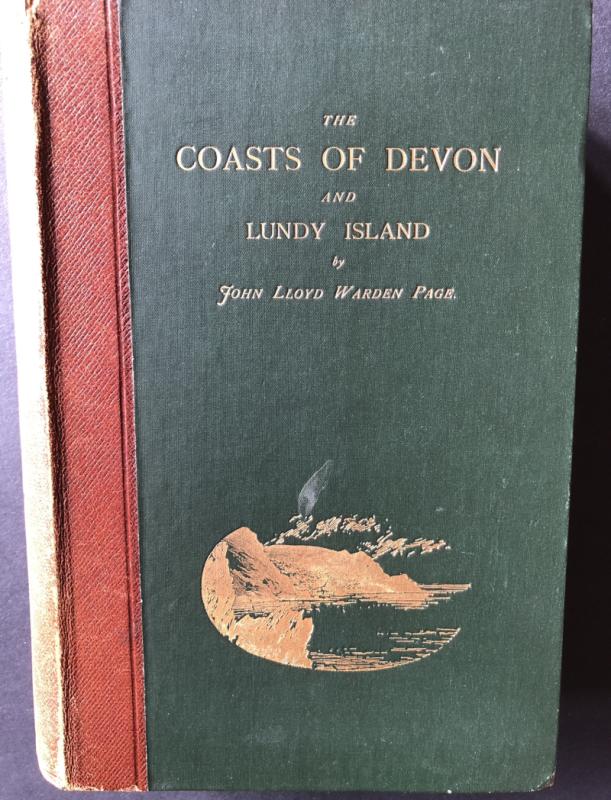 THE
COASTS OF DEVON
AND
LUNDY ISLAND
by
JOHN LLOYD WARDEN PAGE.